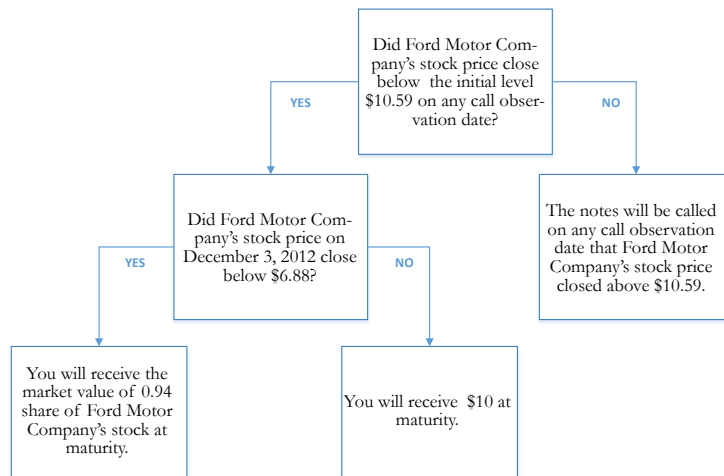 Did Ford Motor Com-
pany's stock price close
below the initial level
$10.59 on any call obser-
vation date?
YES
NO
Did Ford Motor Com-
pany's stock price on
December 3, 2012 close
below $6.88?
The notes will be called
on any call observation
date that Ford Motor
Company's stock price
closed above $10.59.
YES
NO
You will receive the
market value of 0.94
share of Ford Motor
Company's stock at
maturity.
You will receive $10 at
maturity.